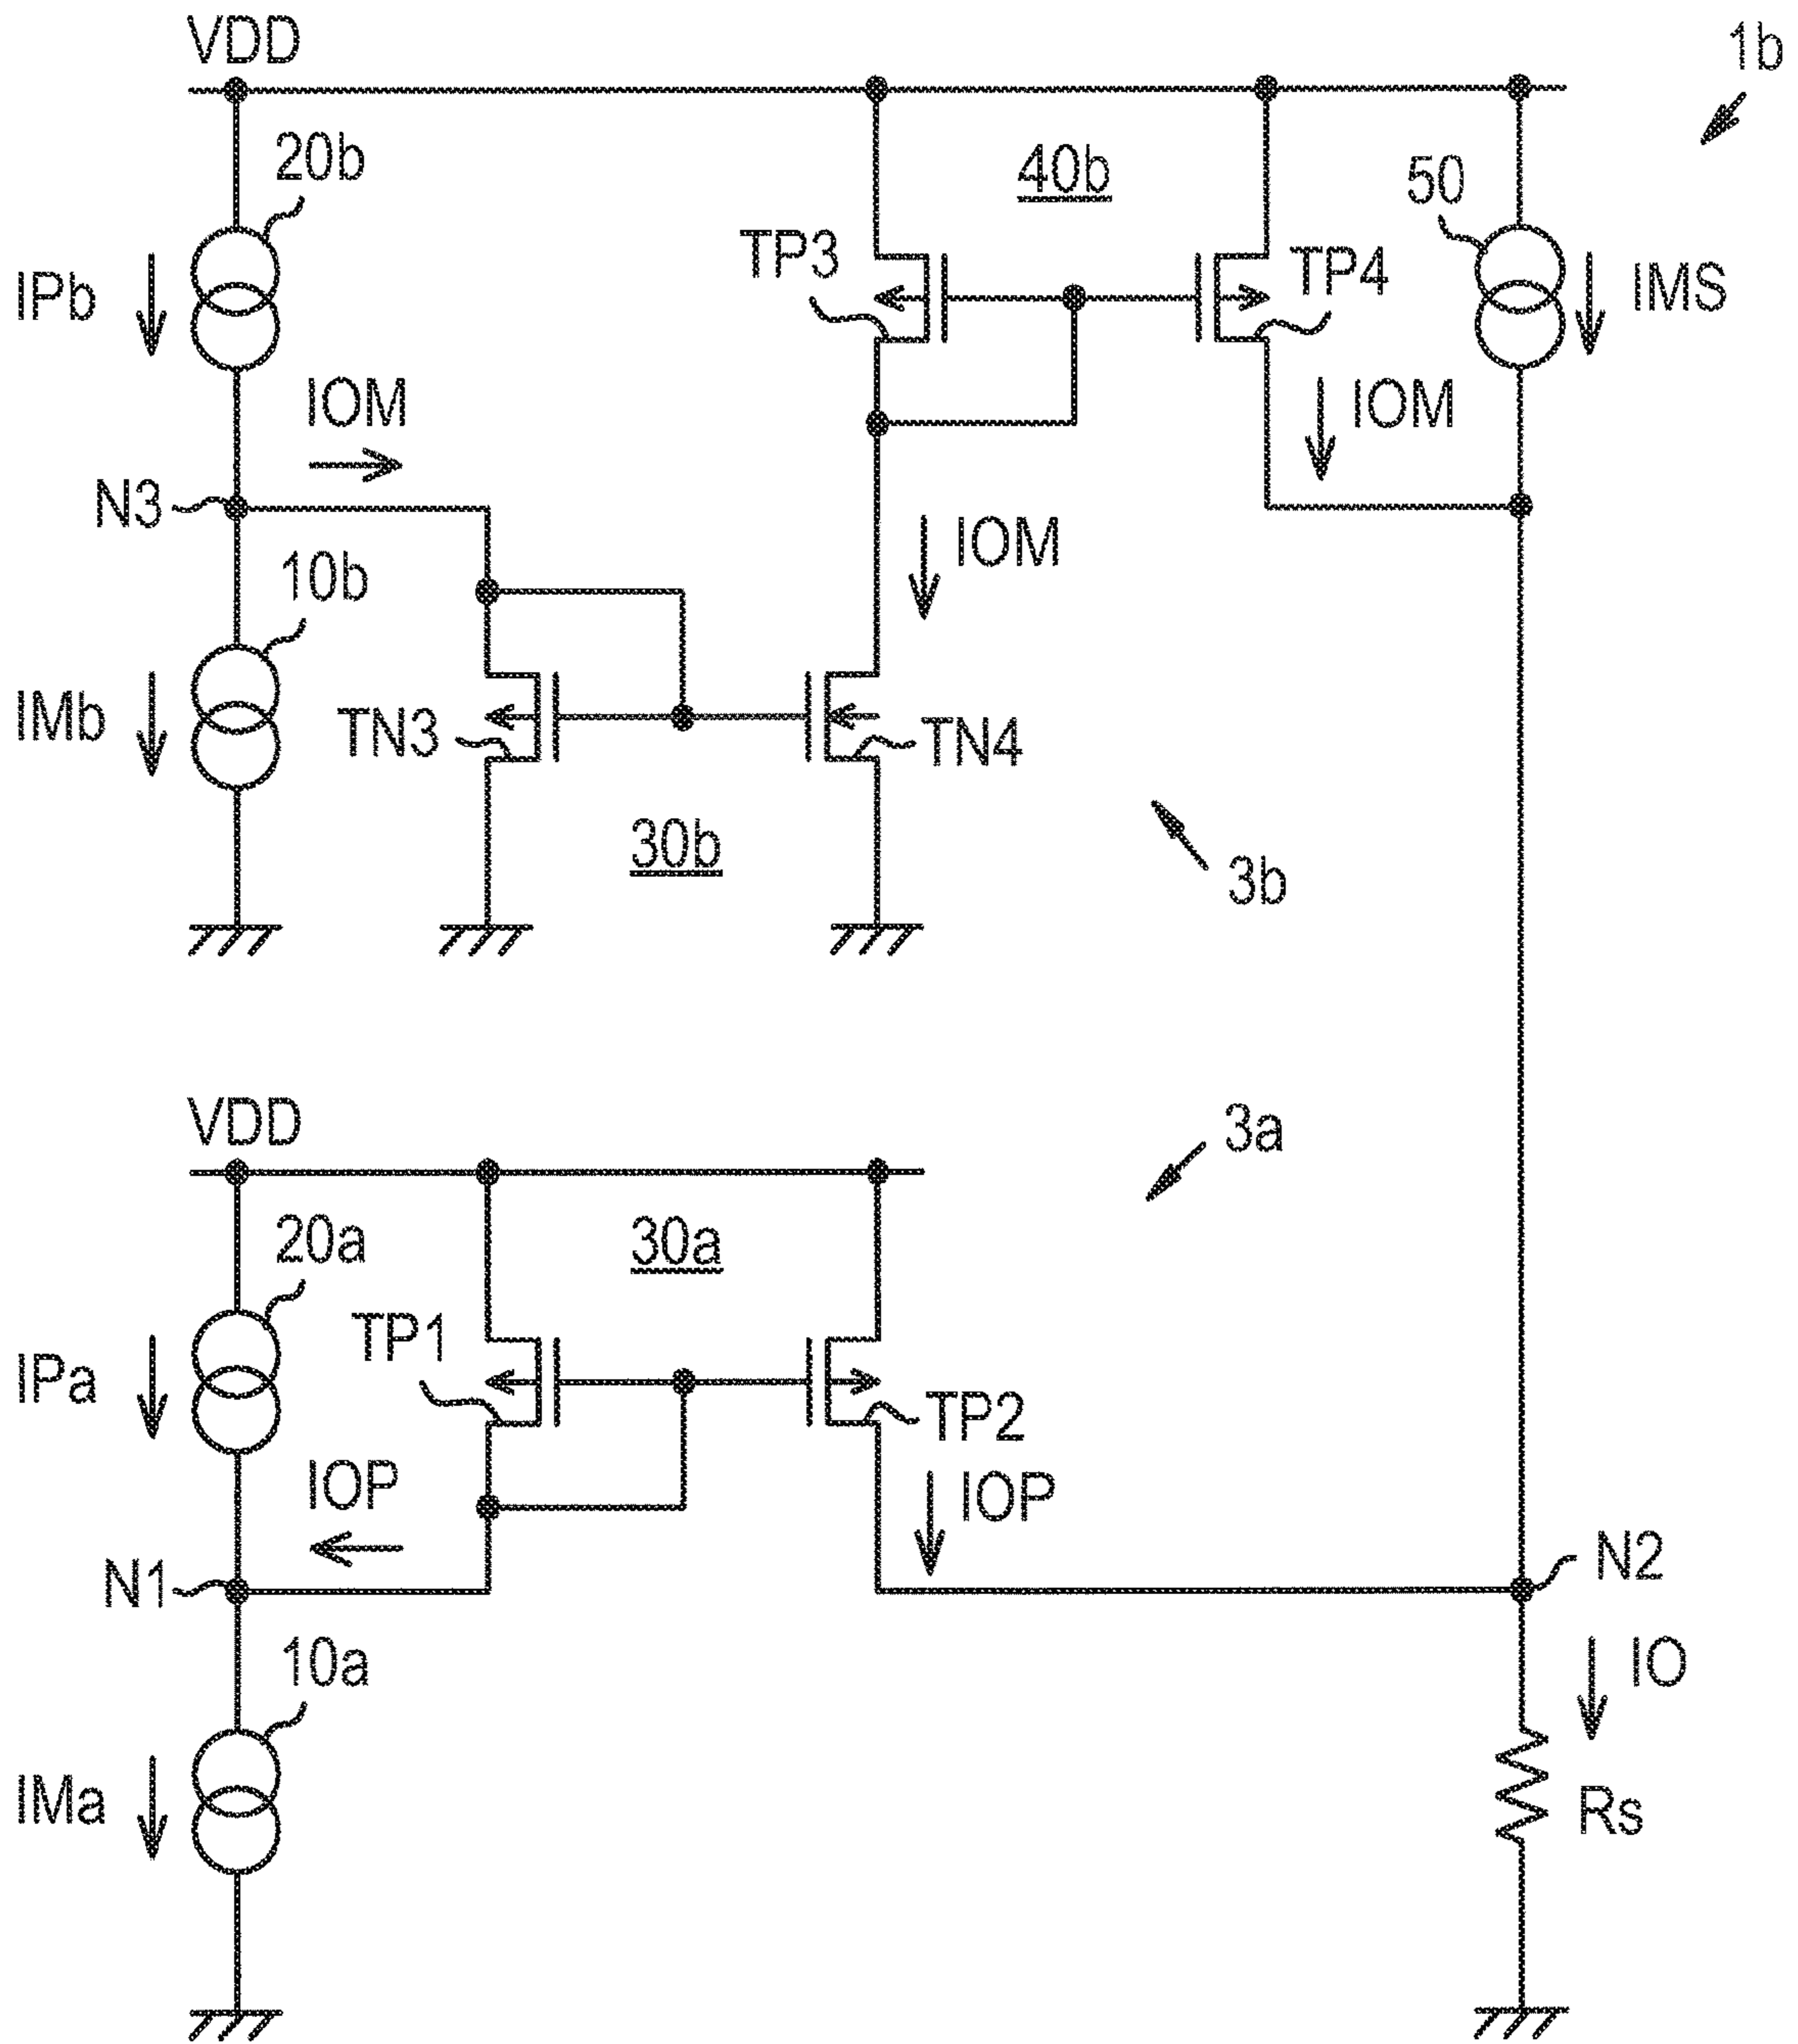 VDD
1b
20b
40b
50
TP3
TP4
IPb
IMS
IOM
IOM
N3
IOM
10b
IMb
TN3
TN4
30b
3b
VDD
3a
20a
30a
TP1
IPa
TP2
IOP
IOP
N1
N2
10a
IO
IMa
Rs